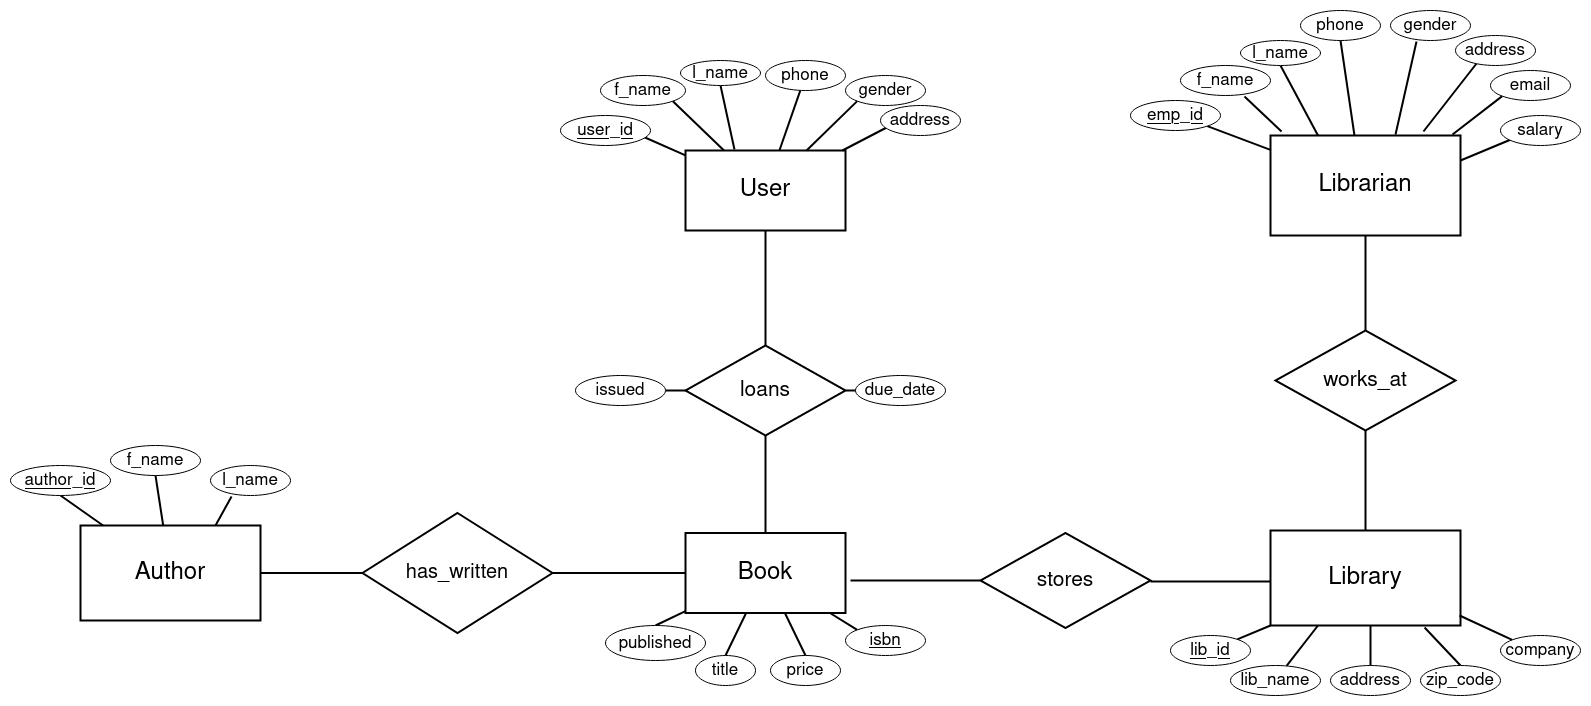 phone
gender
l_name
address
f_name
email
emp_id
salary
Librarian
l_name
phone
f_name
gender
user_id
address
User
works_at
issued
loans
due_date
author_id
f_name
l_name
Author
has_written
Book
stores
Library
published
title
price
isbn
lib_id
lib_name
address
zip_code
company